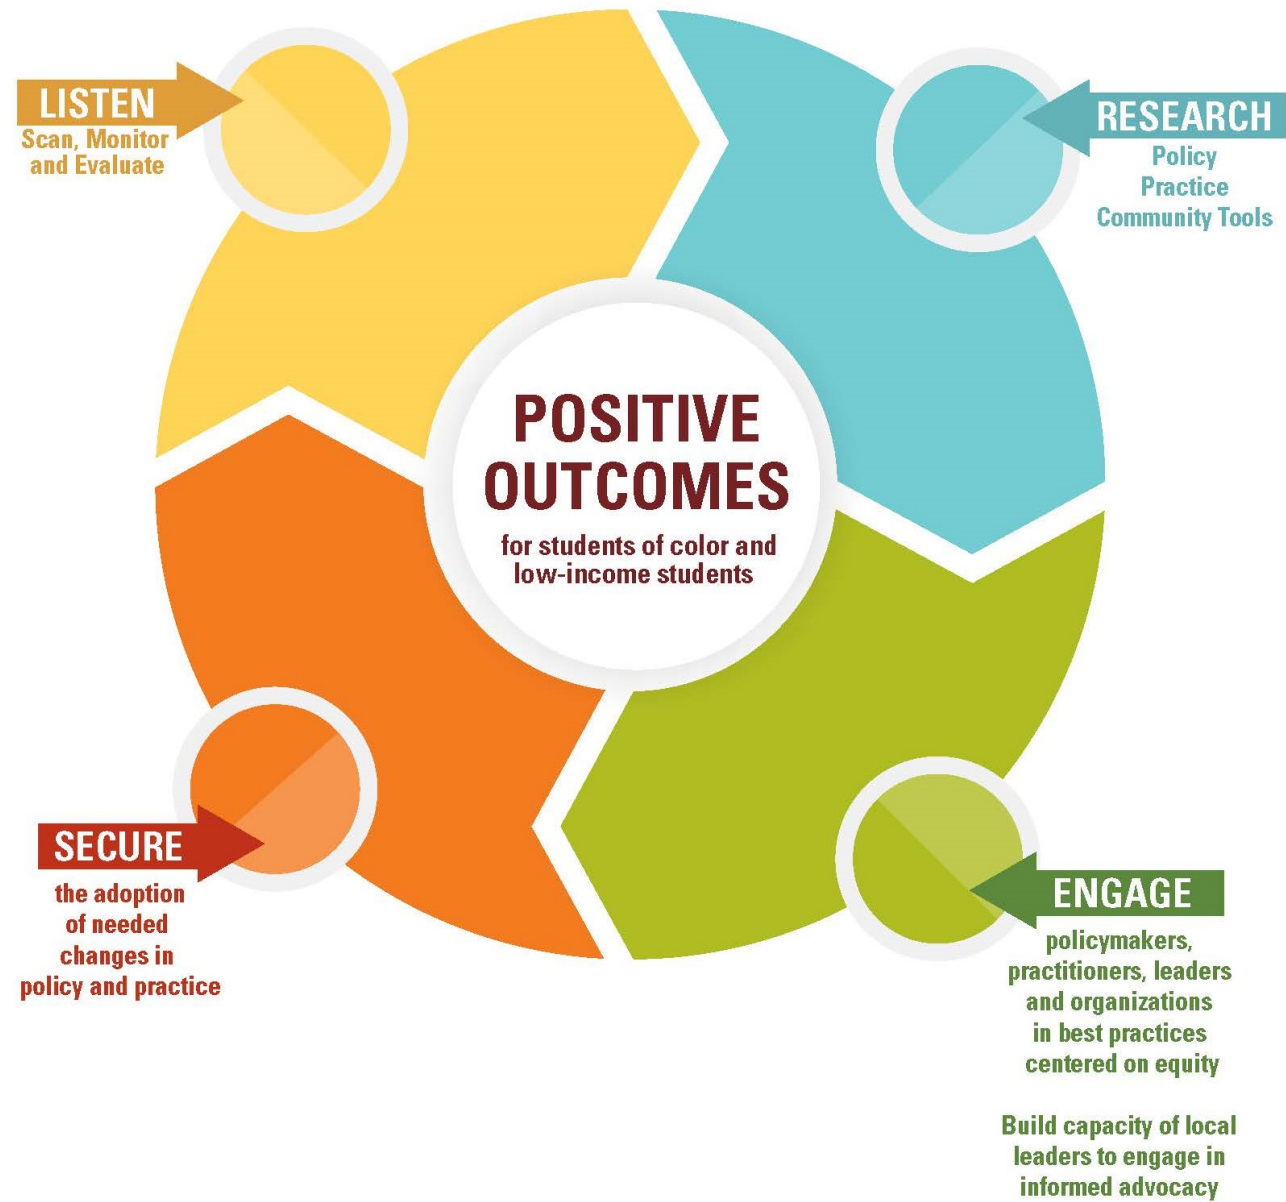 LISTEN
Scan, Monitor
and Evaluate
RESEARCH
Policy
Practice
Community Tools
POSITIVE
OUTCOMES
for students of color and
low-income students
SECURE
the adoption
of needed
changes in
policy and practice
ENGAGE
policymakers,
practitioners, leaders
and organizations
in best practices
centered on equity
Build capacity of local
leaders to engage in
informed advocacy